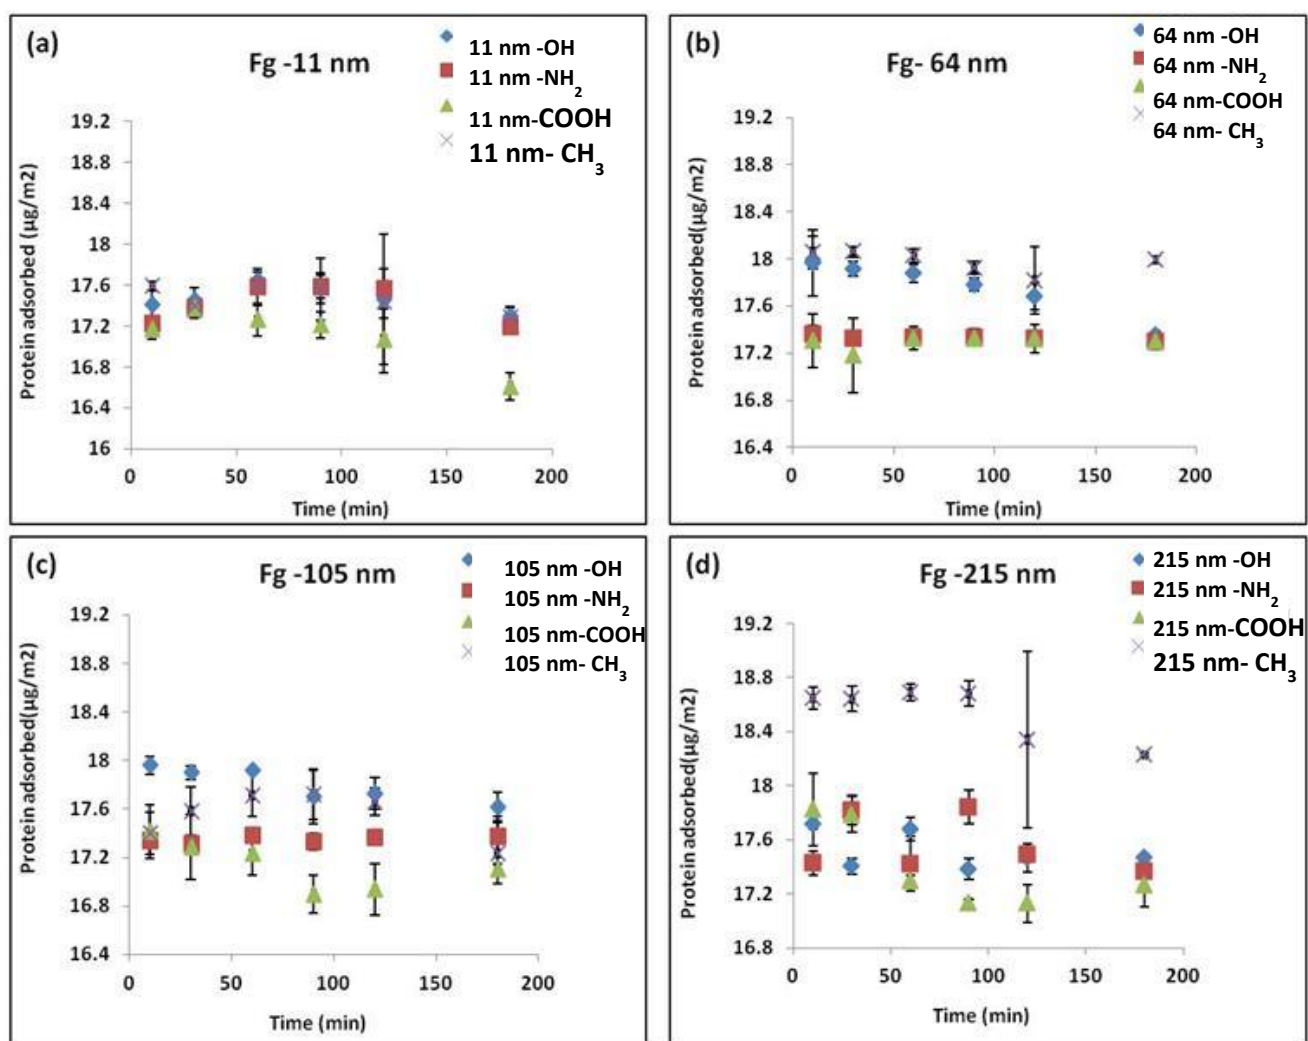 (a)
Fg -11 nm
11 nm -OH
11 nm -NH2
11 nm-COOH
11 nm- CH3
Protein adsorbed (µg/m2)
19.2
18.8
18.4
18
17.6
17.2
16.8
16.4
16
0 50 100 150 200
Time (min)
(b)
Fg- 64 nm
64 nm -OH
64 nm -NH2
64 nm-COOH
64 nm- CH3
Protein adsorbed(µg/m2)
19.2
18.8
18.4
18
17.6
17.2
16.8
16.4
0 50 100 150 200
Time (min)
(c)
Fg -105 nm
105 nm -OH
105 nm -NH2
105 nm-COOH
105 nm- CH3
Protein adsorbed(µg/m2)
19.2
18.8
18.4
18
17.6
17.2
16.8
16.4
0 50 100 150 200
Time (min)
(d)
Fg -215 nm
215 nm -OH
215 nm -NH2
215 nm-COOH
215 nm- CH3
Protein adsorbed(µg/m2)
19.2
18.8
18.4
18
17.6
17.2
16.8
0 50 100 150 200
Time (min)